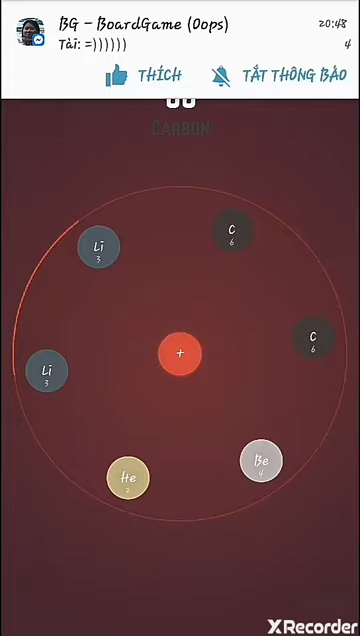 BG - BoardGame (Oops)
20:48
Tài: =))))))
4
THÍCH
TẮT THÔNG BÁO
CARBON
Li
3
C
6
C
6
+
Li
3
Be
4
He
2
XRecorder